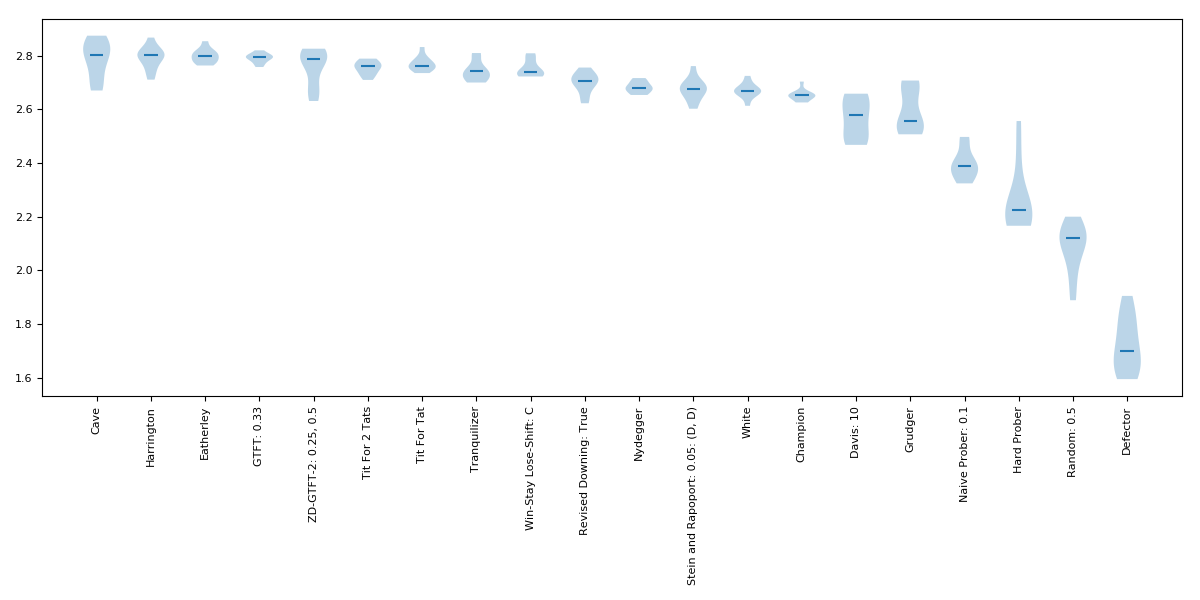 2.8
2.6
2.4
2.2
2.0
1.8
1.6
Cave
Harrington
Eatherley
GTFT: 0.33
ZD-GTFT-2: 0.25, 0.5
Tit For 2 Tats
Tit For Tat
Tranquilizer
Win-Stay Lose-Shift: C
Revised Downing: True
Nydegger
Stein and Rapoport: 0.05: (D, D)
White
Champion
Davis: 10
Grudger
Naive Prober: 0.1
Hard Prober
Random: 0.5
Defector